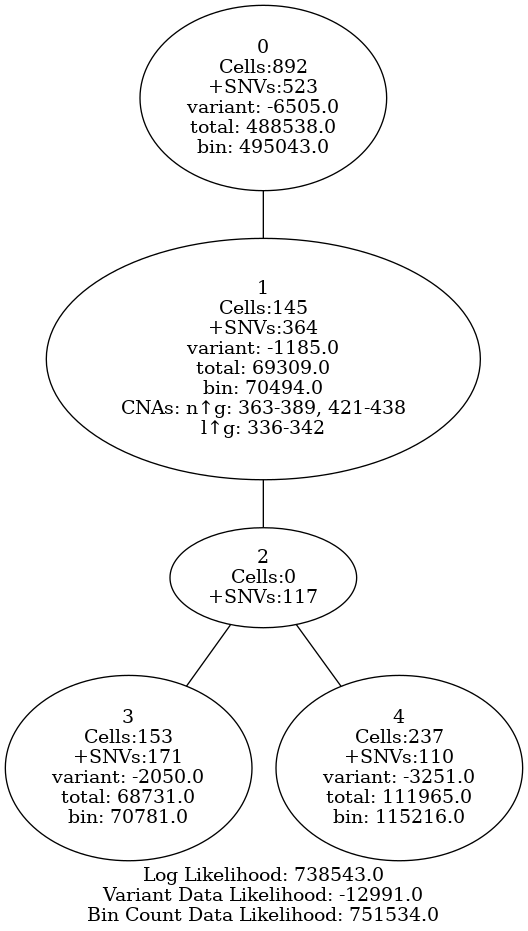 0
Cells:892
+SNVs:523
variant: -6505.0
total: 488538.0
bin: 495043.0
1
Cells:145
+SNVs:364
variant: -1185.0
total: 69309.0
bin: 70494.0
CNAs: n↑g: 363-389, 421-438
l↑g: 336-342
2
Cells:0
+SNVs:117
3
Cells:153
+SNVs:171
variant: -2050.0
total: 68731.0
bin: 70781.0
4
Cells:237
+SNVs:110
variant: -3251.0
total: 111965.0
bin: 115216.0
Log Likelihood: 738543.0
Variant Data Likelihood: -12991.0
Bin Count Data Likelihood: 751534.0